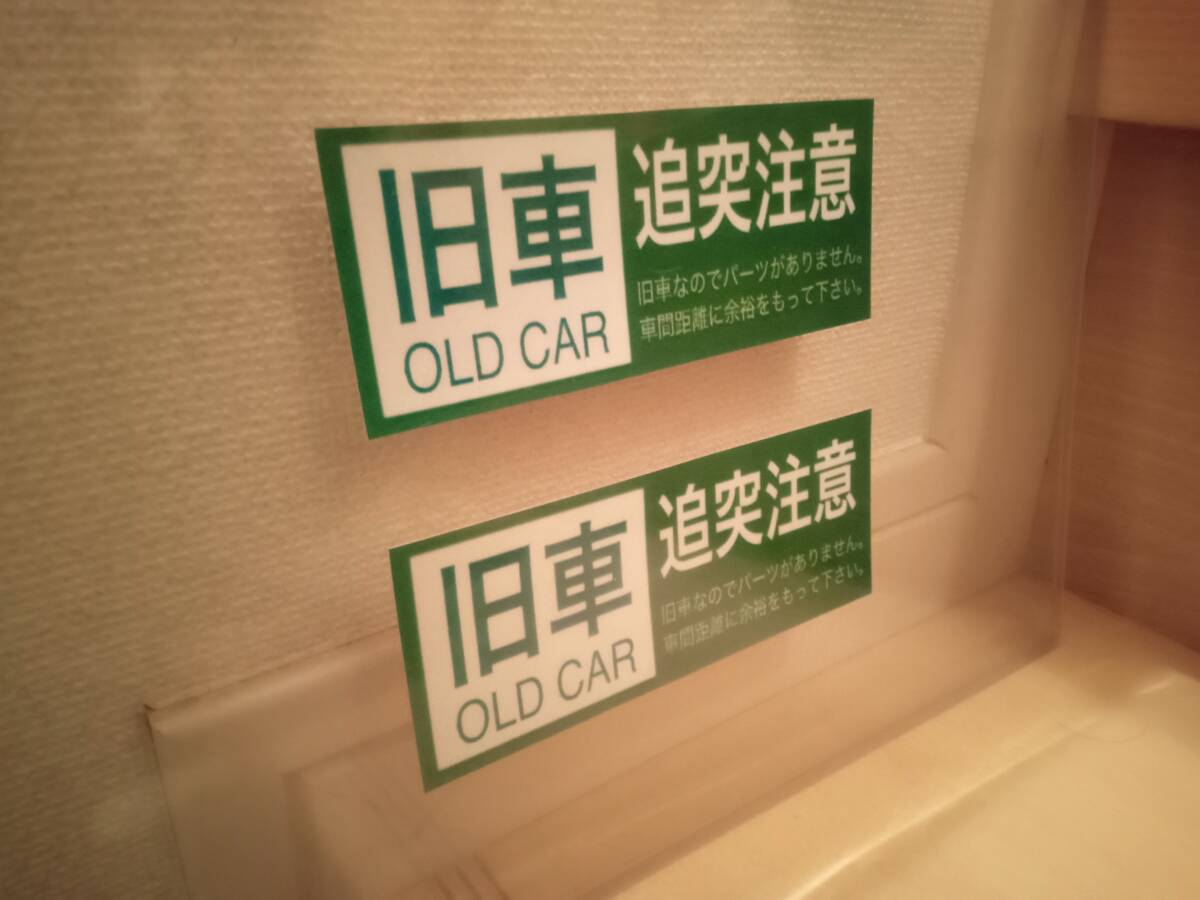 旧車
OLD CAR
追突注意
旧車なのでパーツがありません。
車間距離に余裕をもって下さい。
旧車
OLD CAR
追突注意
旧車なのでパーツがありません。
車間距離に余裕をもって下さい。